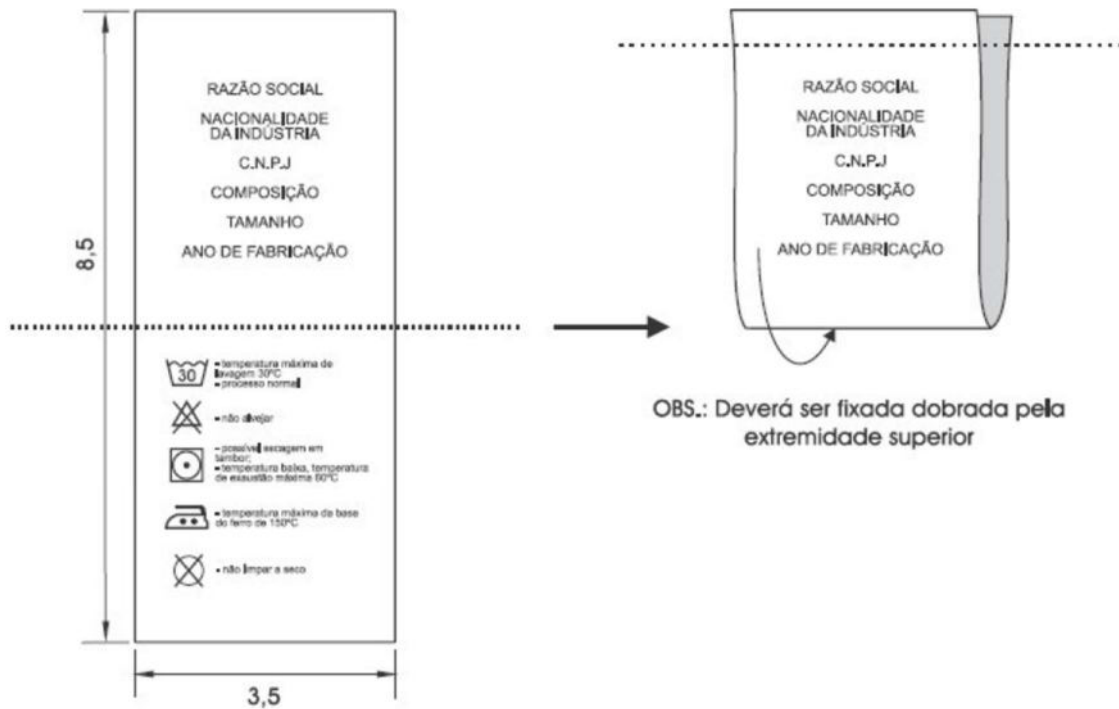 RAZÃO SOCIAL
NACIONALIDADE
DA INDÚSTRIA
C.N.P.J
COMPOSIÇÃO
TAMANHO
ANO DE FABRICAÇÃO
8,5
30
- temperatura máxima de
lavagem 30ºC
- processo normal
- não alvejar
- possível secagem em
tambor;
- temperatura baixa, temperatura
de exaustão máxima 60ºC
- temperatura máxima da base
do ferro de 150ºC
- não limpar a seco
3,5
RAZÃO SOCIAL
NACIONALIDADE
DA INDÚSTRIA
C.N.P.J
COMPOSIÇÃO
TAMANHO
ANO DE FABRICAÇÃO
OBS.: Deverá ser fixada dobrada pela
extremidade superior